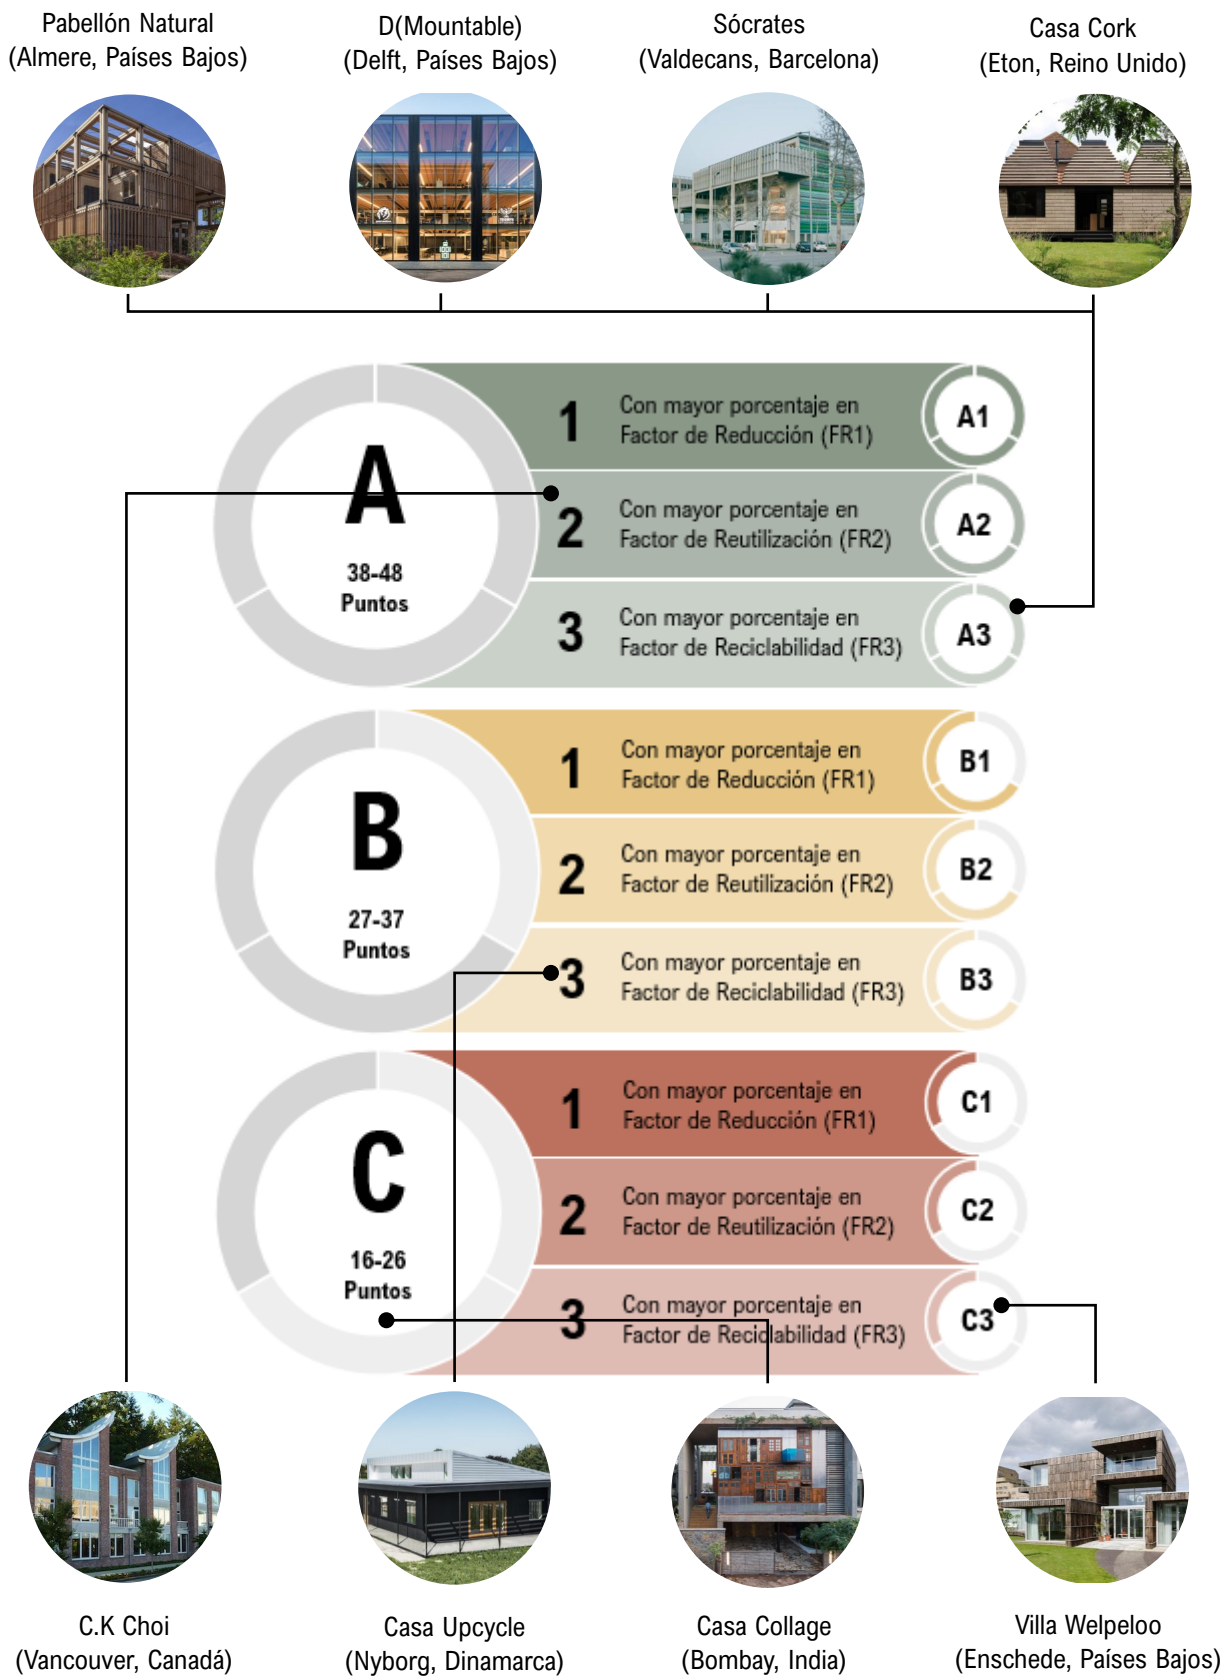 Pabellón Natural
(Almere, Países Bajos)
D(Mountable)
(Delft, Países Bajos)
Sócrates
(Valdecans, Barcelona)
Casa Cork
(Eton, Reino Unido)
A
38-48
Puntos
1
Con mayor porcentaje en
Factor de Reducción (FR1)
A1
2
Con mayor porcentaje en
Factor de Reutilización (FR2)
A2
3
Con mayor porcentaje en
Factor de Reciclabilidad (FR3)
A3
B
27-37
Puntos
1
Con mayor porcentaje en
Factor de Reducción (FR1)
B1
2
Con mayor porcentaje en
Factor de Reutilización (FR2)
B2
3
Con mayor porcentaje en
Factor de Reciclabilidad (FR3)
B3
C
16-26
Puntos
1
Con mayor porcentaje en
Factor de Reducción (FR1)
C1
2
Con mayor porcentaje en
Factor de Reutilización (FR2)
C2
3
Con mayor porcentaje en
Factor de Reciclabilidad (FR3)
C3
C.K Choi
(Vancouver, Canadá)
Casa Upcycle
(Nyborg, Dinamarca)
Casa Collage
(Bombay, India)
Villa Welpeloo
(Enschede, Países Bajos)